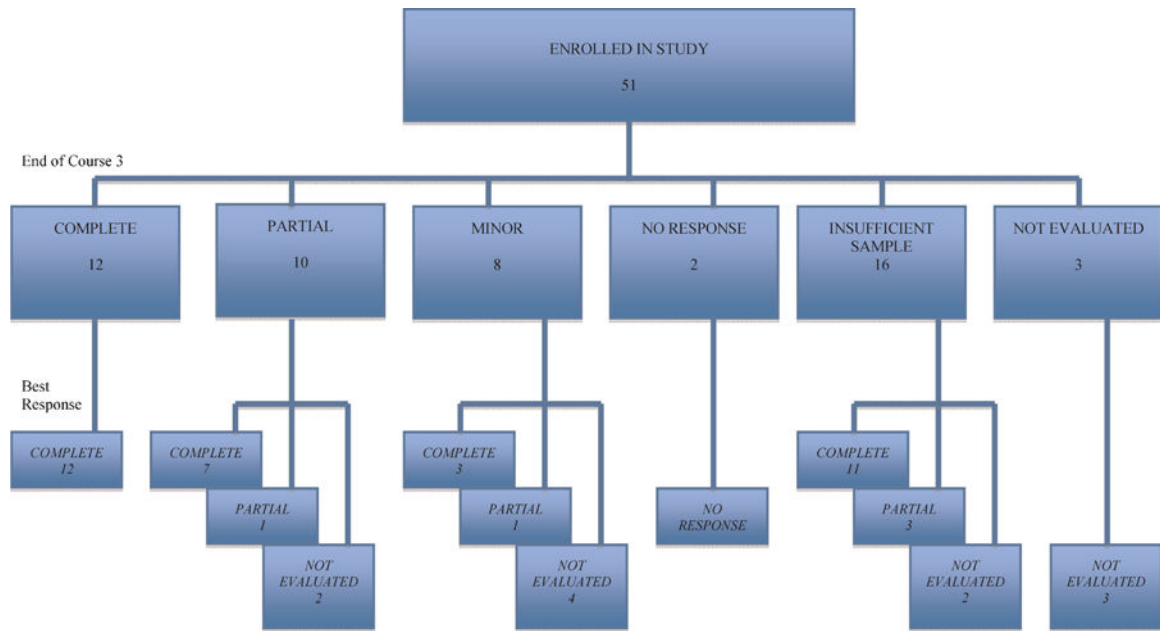 ENROLLED IN STUDY
51
End of Course 3
COMPLETE
12
PARTIAL
10
MINOR
8
NO RESPONSE
2
INSUFFICIENT
SAMPLE
16
NOT EVALUATED
3
Best
Response
COMPLETE
12
COMPLETE
7
PARTIAL
1
NOT
EVALUATED
2
COMPLETE
3
PARTIAL
1
NOT
EVALUATED
4
NO
RESPONSE
COMPLETE
11
PARTIAL
3
NOT
EVALUATED
2
NOT
EVALUATED
3